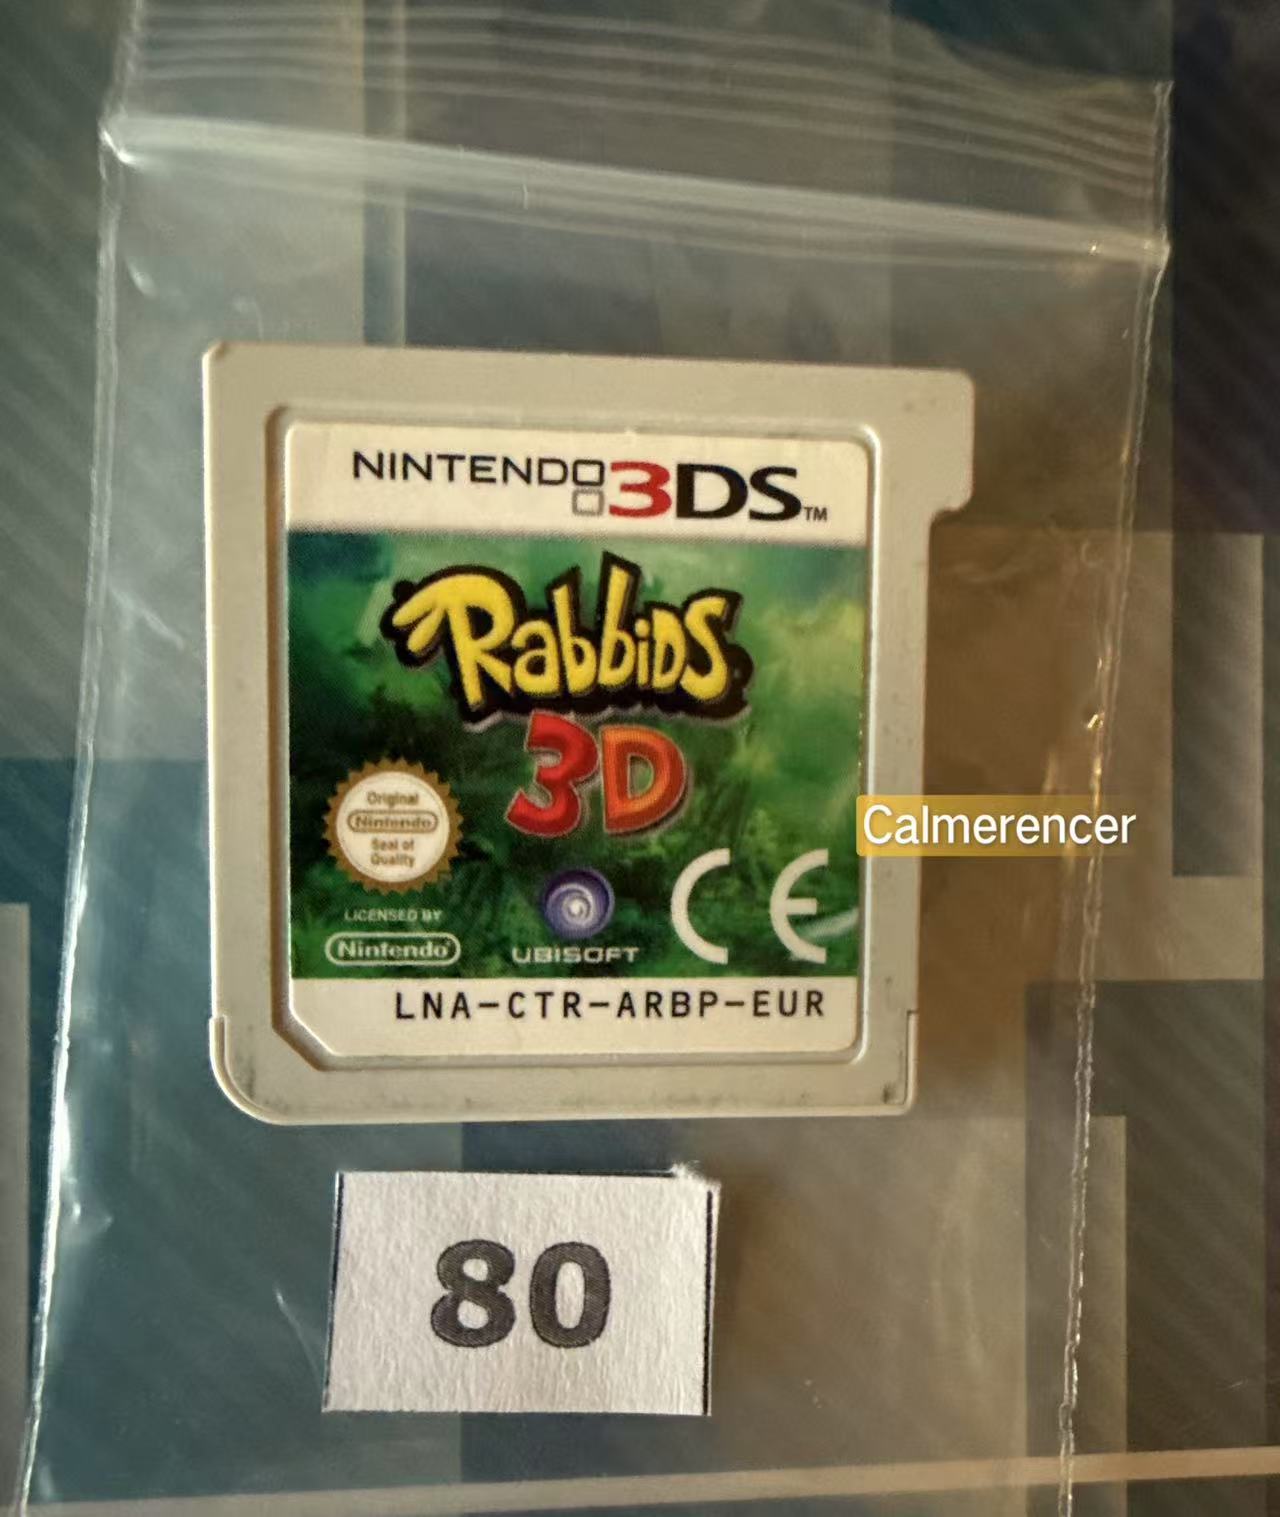 NINTENDO 3DS™
Rabbids
3D
Original
Nintendo
Seal of
Quality
Calmerencer
CE
LICENSED BY
Nintendo®
UBISOFT
LNA-CTR-ARBP-EUR
80